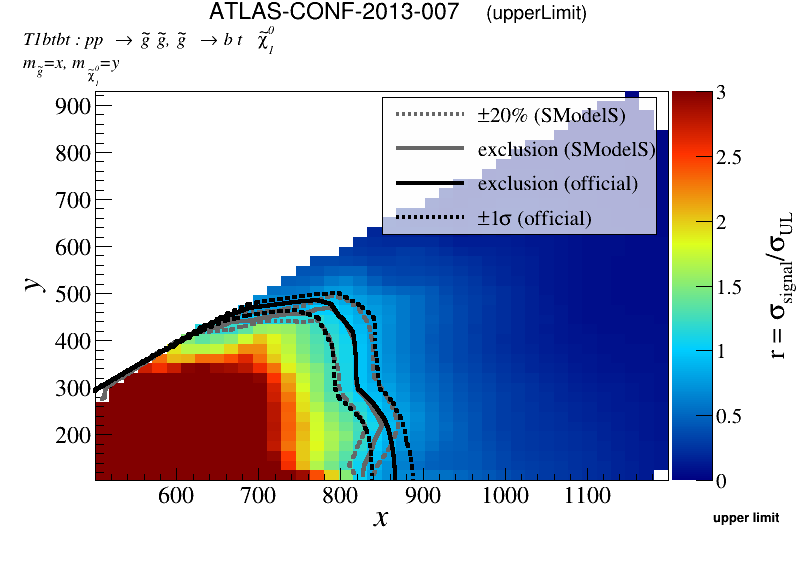 ATLAS-CONF-2013-007 (upperLimit)
T1btbt : pp → g̃ g̃, g̃ → b t χ̃⁰₁
m_g̃=x, m_χ̃⁰₁=y
±20% (SModelS)
exclusion (SModelS)
exclusion (official)
±1σ (official)
900
800
700
600
500
400
300
200
y
600 700 800 900 1000 1100
x
3
2.5
2
1.5
1
0.5
0
r = σ_signal/σ_UL
upper limit